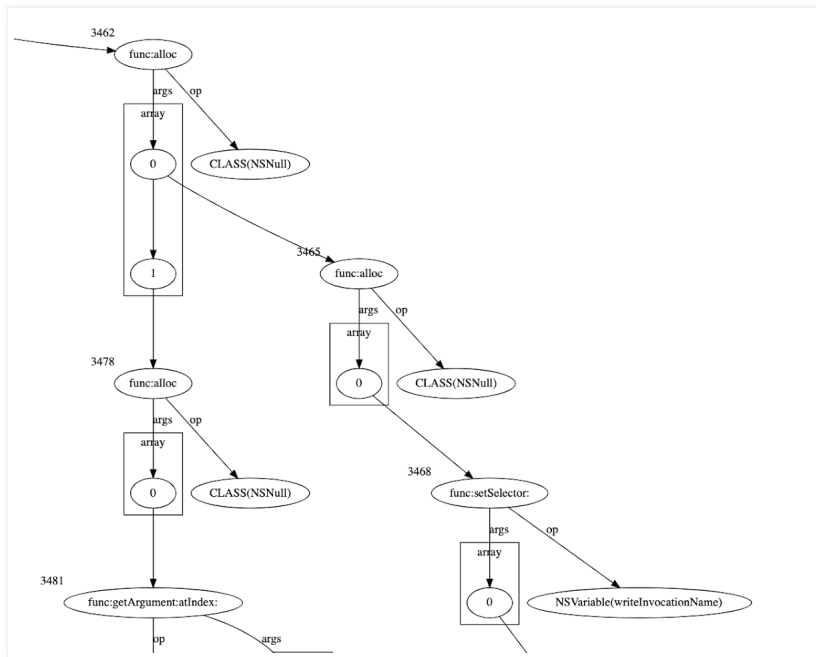 3462
func:alloc
args
op
array
0
CLASS(NSNull)
3465
1
func:alloc
args
op
array
3478
func:alloc
0
CLASS(NSNull)
args
op
array
3468
0
CLASS(NSNull)
func:setSelector:
args
op
array
3481
func:getArgument:atIndex:
0
NSVariable(writeInvocationName)
op
args